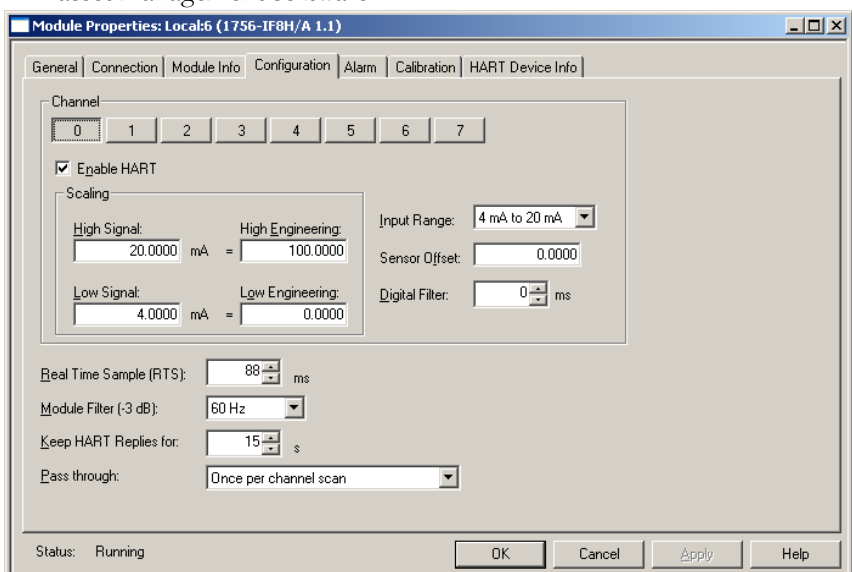 Module Properties: Local:6 (1756-IF8H/A 1.1)
General Connection Module Info Configuration Alarm Calibration HART Device Info
Channel
0 1 2 3 4 5 6 7
Enable HART
Scaling
High Signal: High Engineering:
20.0000 mA = 100.0000
Low Signal: Low Engineering:
4.0000 mA = 0.0000
Input Range: 4 mA to 20 mA
Sensor Offset: 0.0000
Digital Filter: 0 ms
Real Time Sample (RTS): 88 ms
Module Filter (-3 dB): 60 Hz
Keep HART Replies for: 15 s
Pass through: Once per channel scan
Status: Running OK Cancel Apply Help